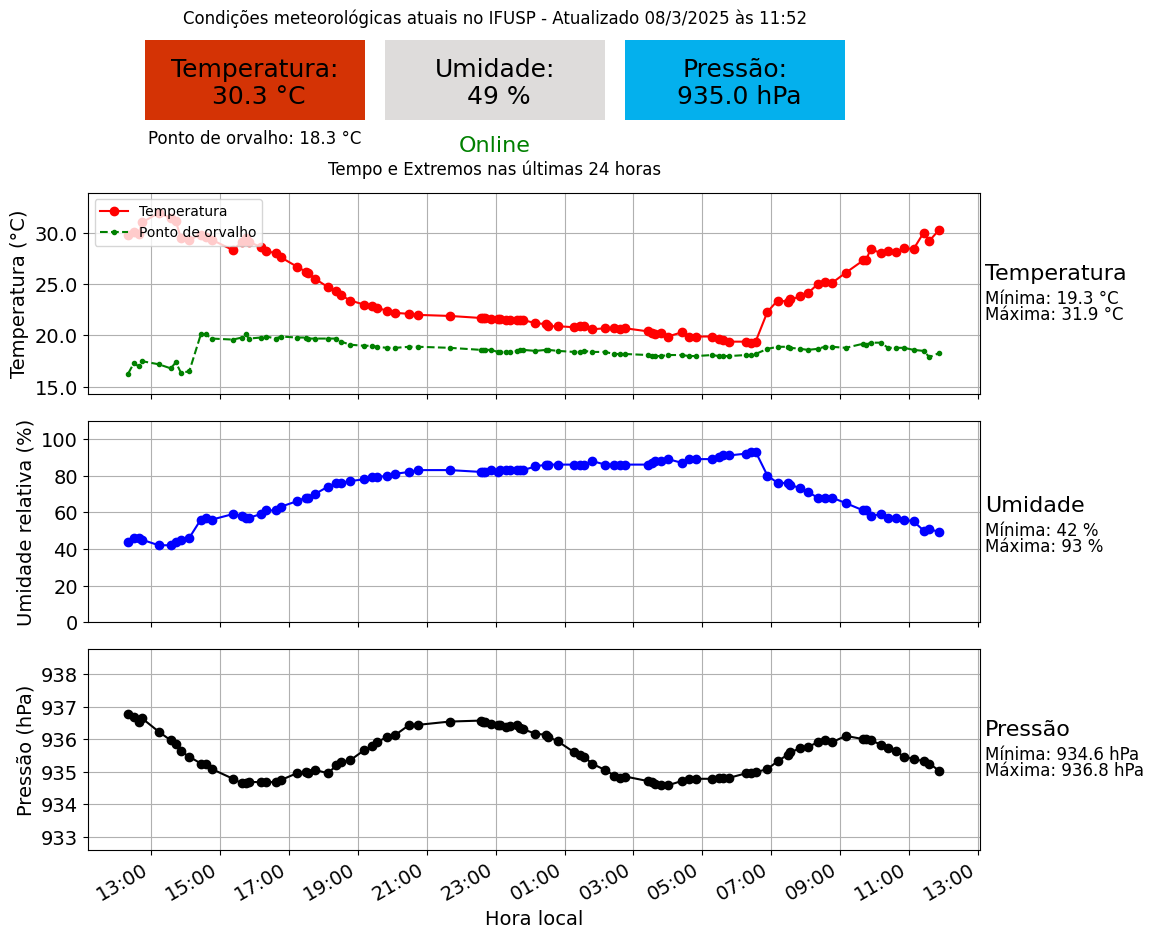 Condições meteorológicas atuais no IFUSP - Atualizado 08/3/2025 às 11:52
Temperatura:
30.3 °C
Umidade:
49 %
Pressão:
935.0 hPa
Ponto de orvalho: 18.3 °C
Online
Tempo e Extremos nas últimas 24 horas
Temperatura (°C)
30.0
25.0
20.0
15.0
Temperatura
Ponto de orvalho
Temperatura
Mínima: 19.3 °C
Máxima: 31.9 °C
Umidade relativa (%)
100
80
60
40
20
0
Umidade
Mínima: 42 %
Máxima: 93 %
Pressão (hPa)
938
937
936
935
934
933
Pressão
Mínima: 934.6 hPa
Máxima: 936.8 hPa
13:00 15:00 17:00 19:00 21:00 23:00 01:00 03:00 05:00 07:00 09:00 11:00 13:00
Hora local